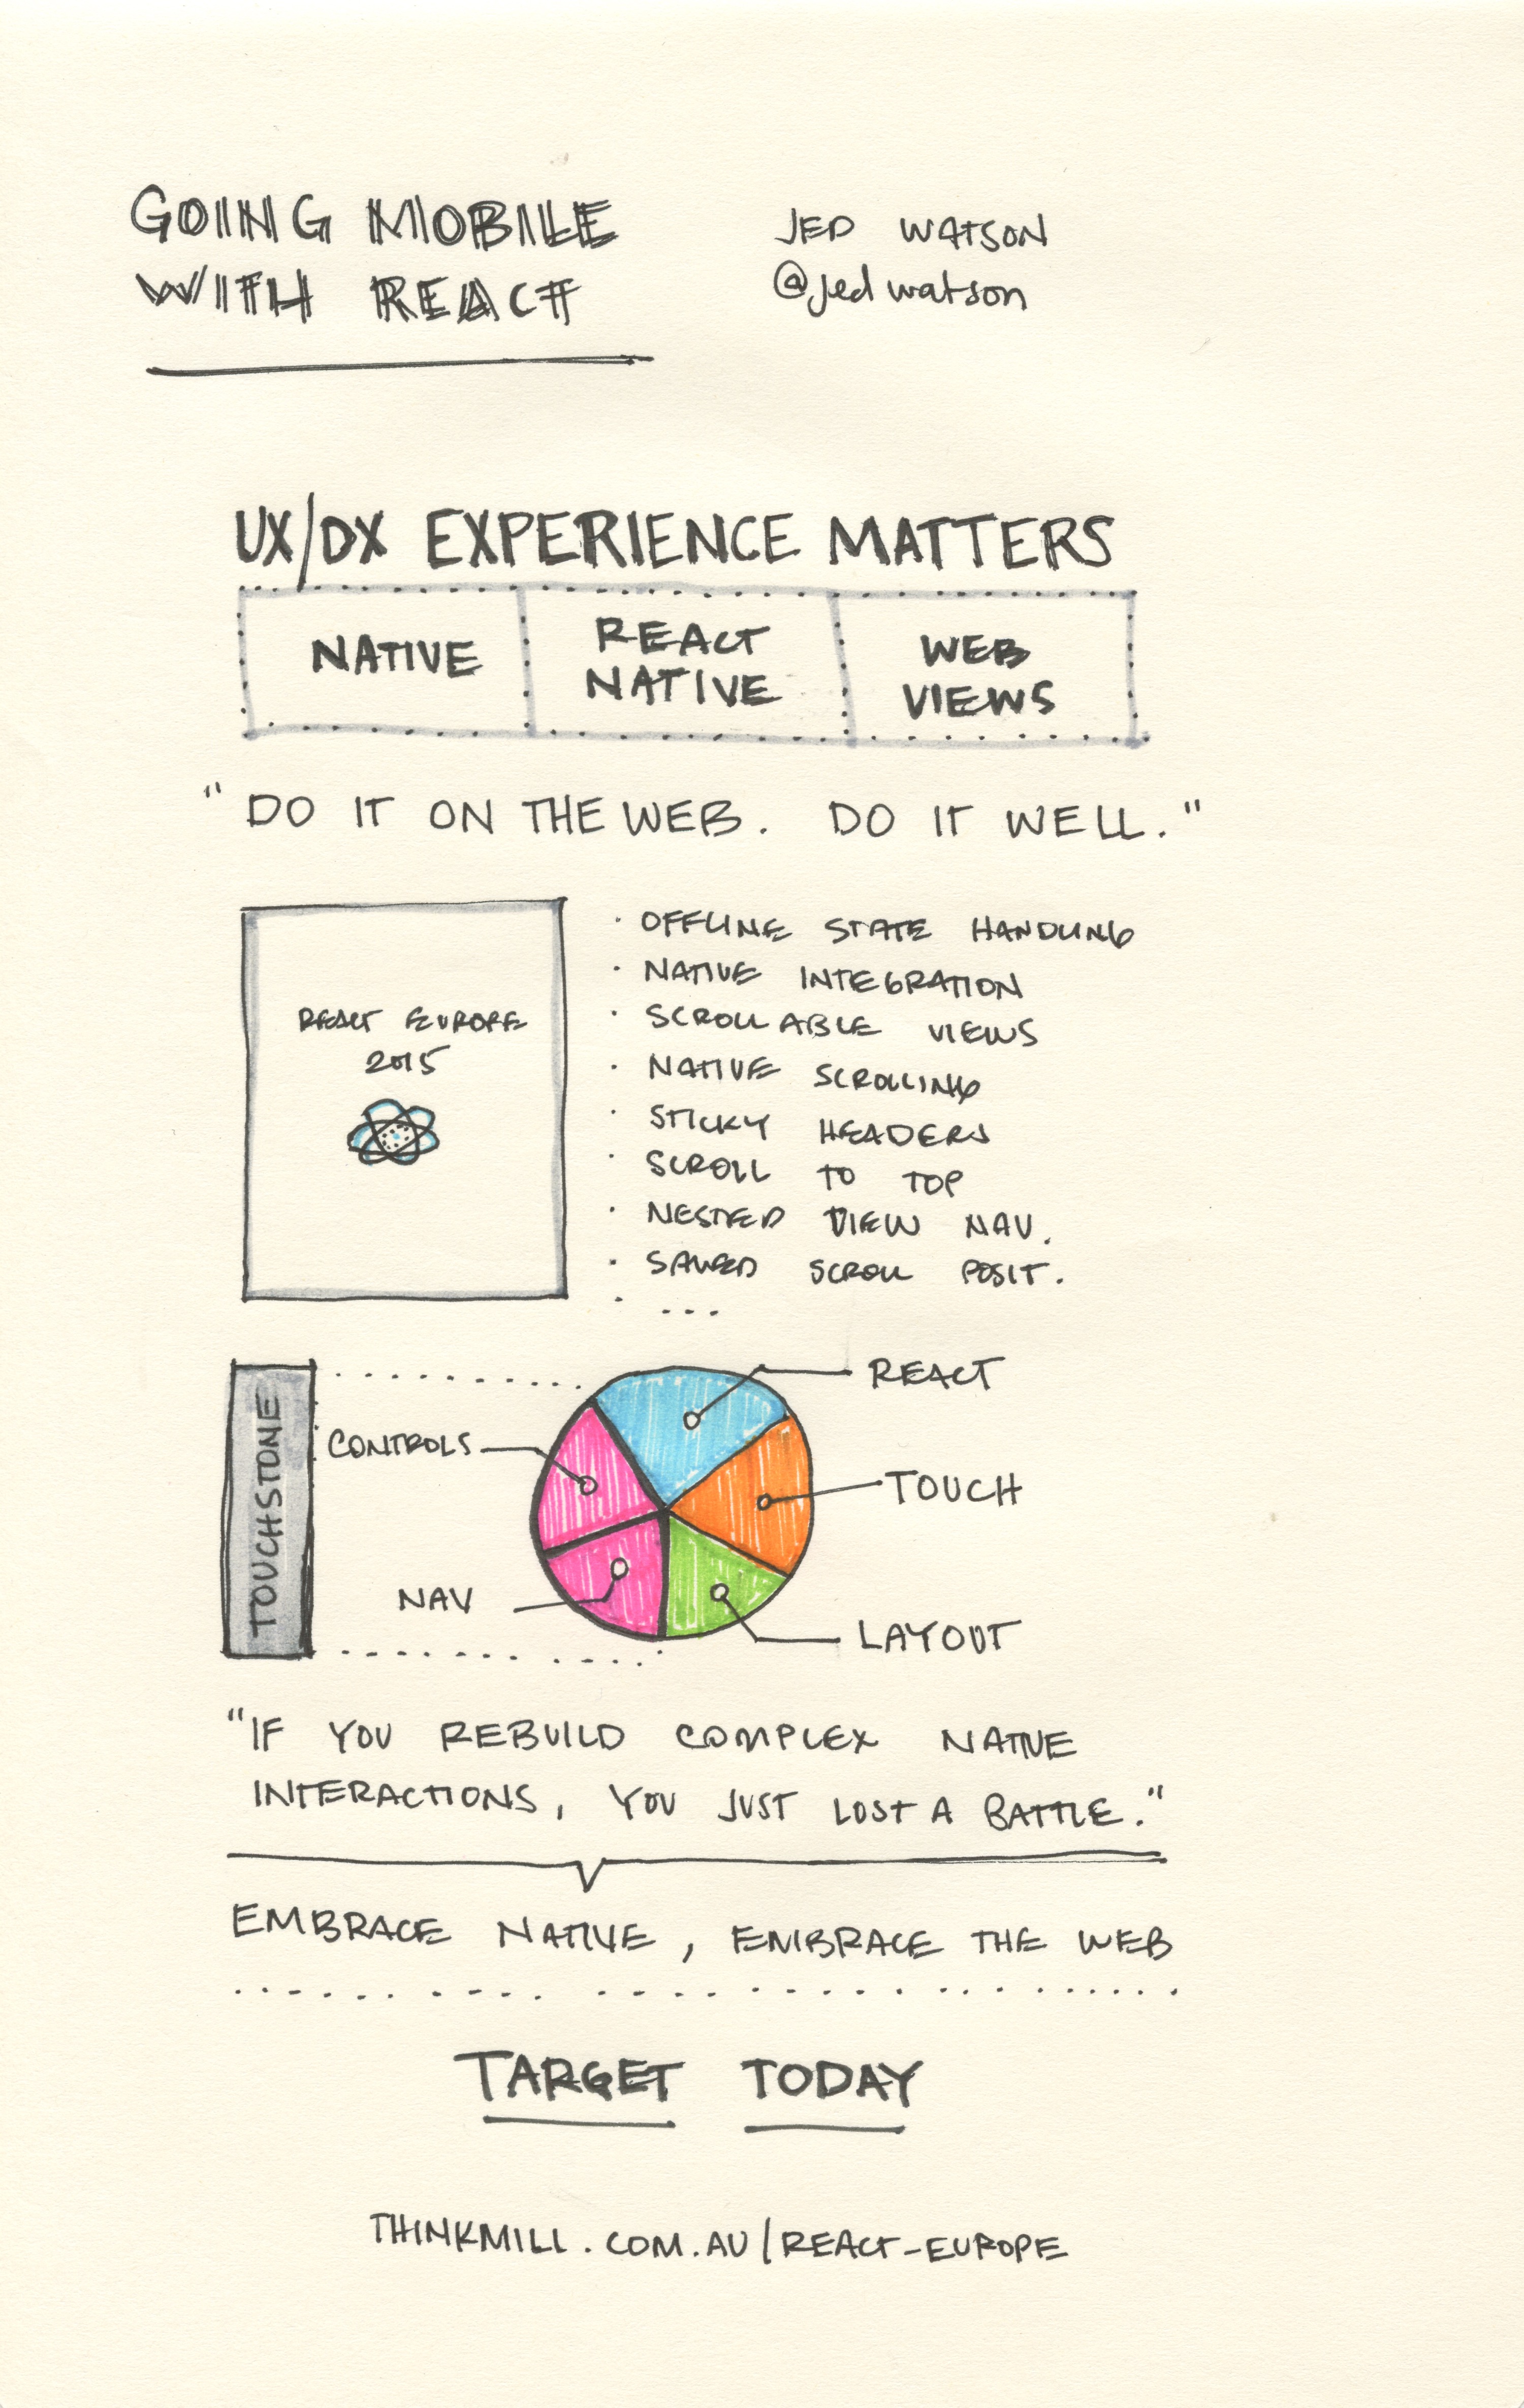 GOING MOBILE
WITH REACT
JED WATSON
@jedwatson
UX/DX EXPERIENCE MATTERS
NATIVE
REACT
NATIVE
WEB
VIEWS
"DO IT ON THE WEB. DO IT WELL."
REACT EUROPE
2015
· OFFLINE STATE HANDLING
· NATIVE INTEGRATION
· SCROLLABLE VIEWS
· NATIVE SCROLLING
· STICKY HEADERS
· SCROLL TO TOP
· NESTED VIEW NAV.
· SAVED SCROLL POSIT.
· ...
TOUCHSTONE
REACT
CONTROLS
TOUCH
NAV
LAYOUT
"IF YOU REBUILD COMPLEX NATIVE
INTERACTIONS, YOU JUST LOST A BATTLE."
EMBRACE NATIVE, EMBRACE THE WEB
TARGET TODAY
THINKMILL.COM.AU/REACT-EUROPE